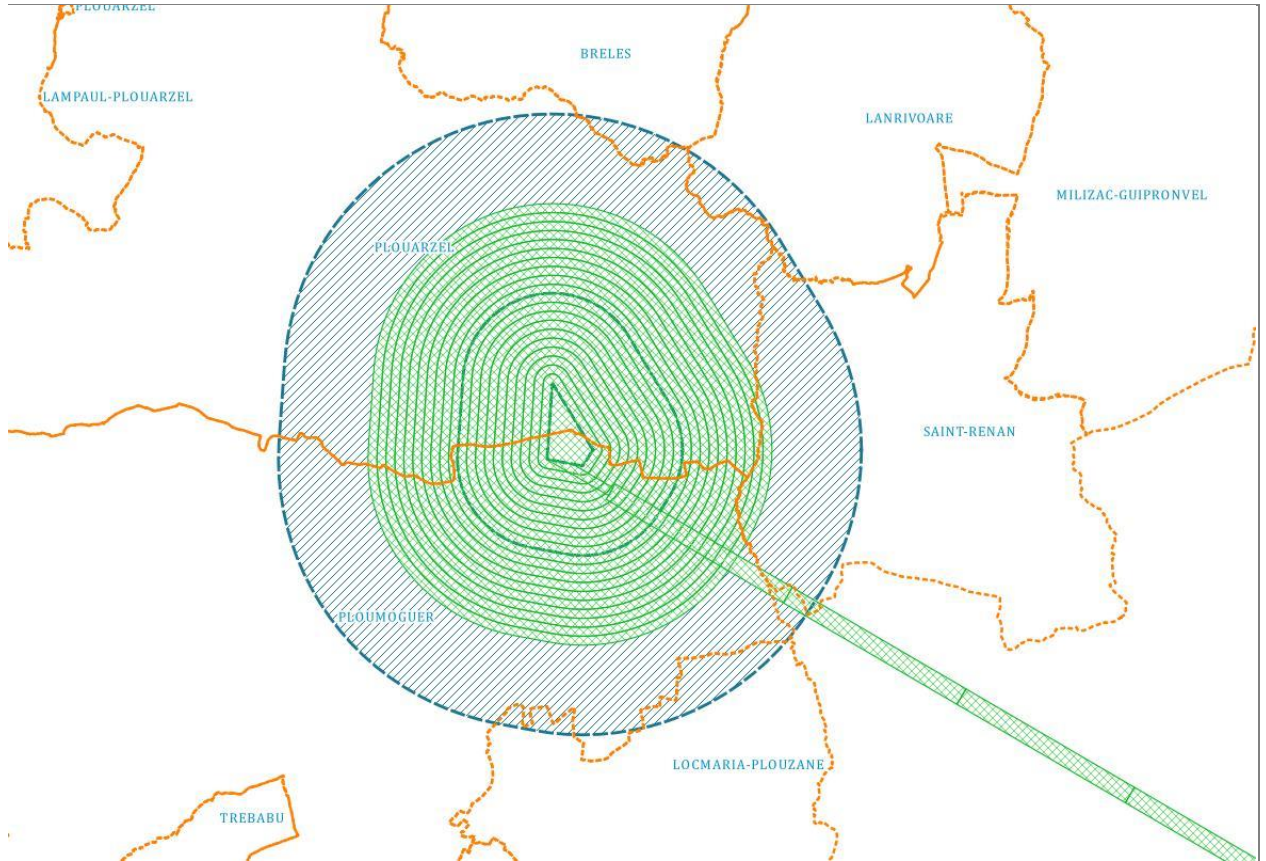 PLOUARZEL
BRELES
LAMPAUL-PLOUARZEL
LANRIVOARE
MILIZAC-GUIPRONVEL
PLOUARZEL
SAINT-RENAN
PLOUMOGUER
LOCMARIA-PLOUZANE
TREBABU